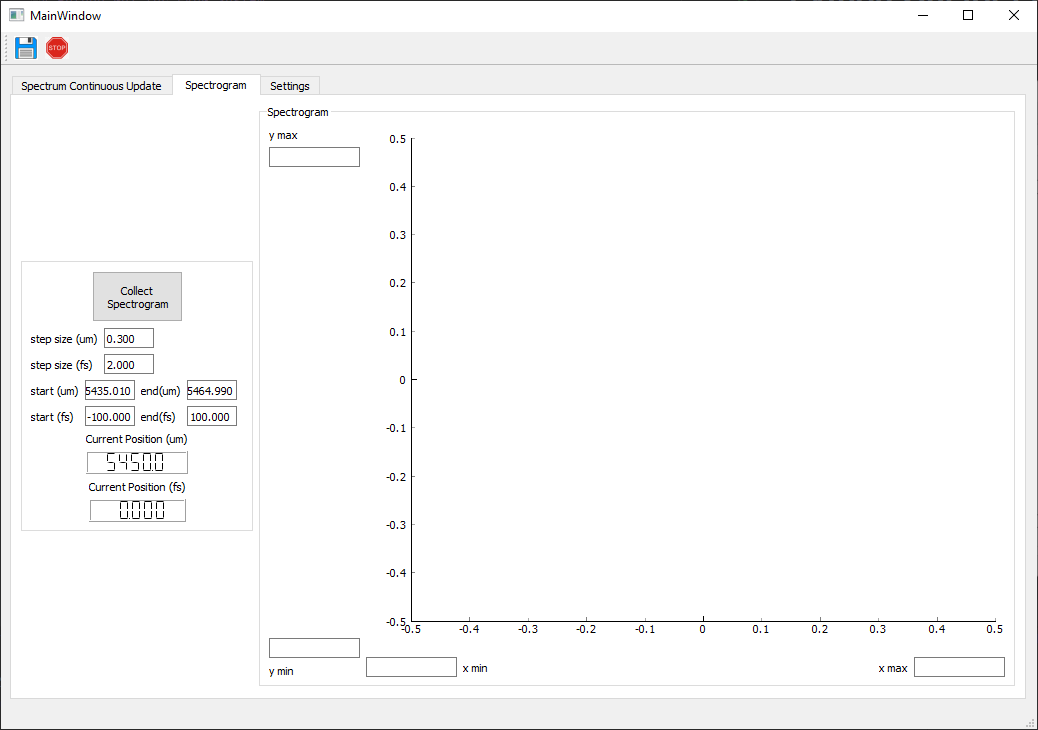 MainWindow
STOP
Spectrum Continuous Update
Spectrogram
Settings
Collect
Spectrogram
step size (um) 0.300
step size (fs) 2.000
start (um) 5435.010 end(um) 5464.990
start (fs) -100.000 end(fs) 100.000
Current Position (um)
5450.0
Current Position (fs)
0.000
Spectrogram
y max
0.5
0.4
0.3
0.2
0.1
0
-0.1
-0.2
-0.3
-0.4
-0.5
-0.5 -0.4 -0.3 -0.2 -0.1 0 0.1 0.2 0.3 0.4 0.5
y min
x min
x max